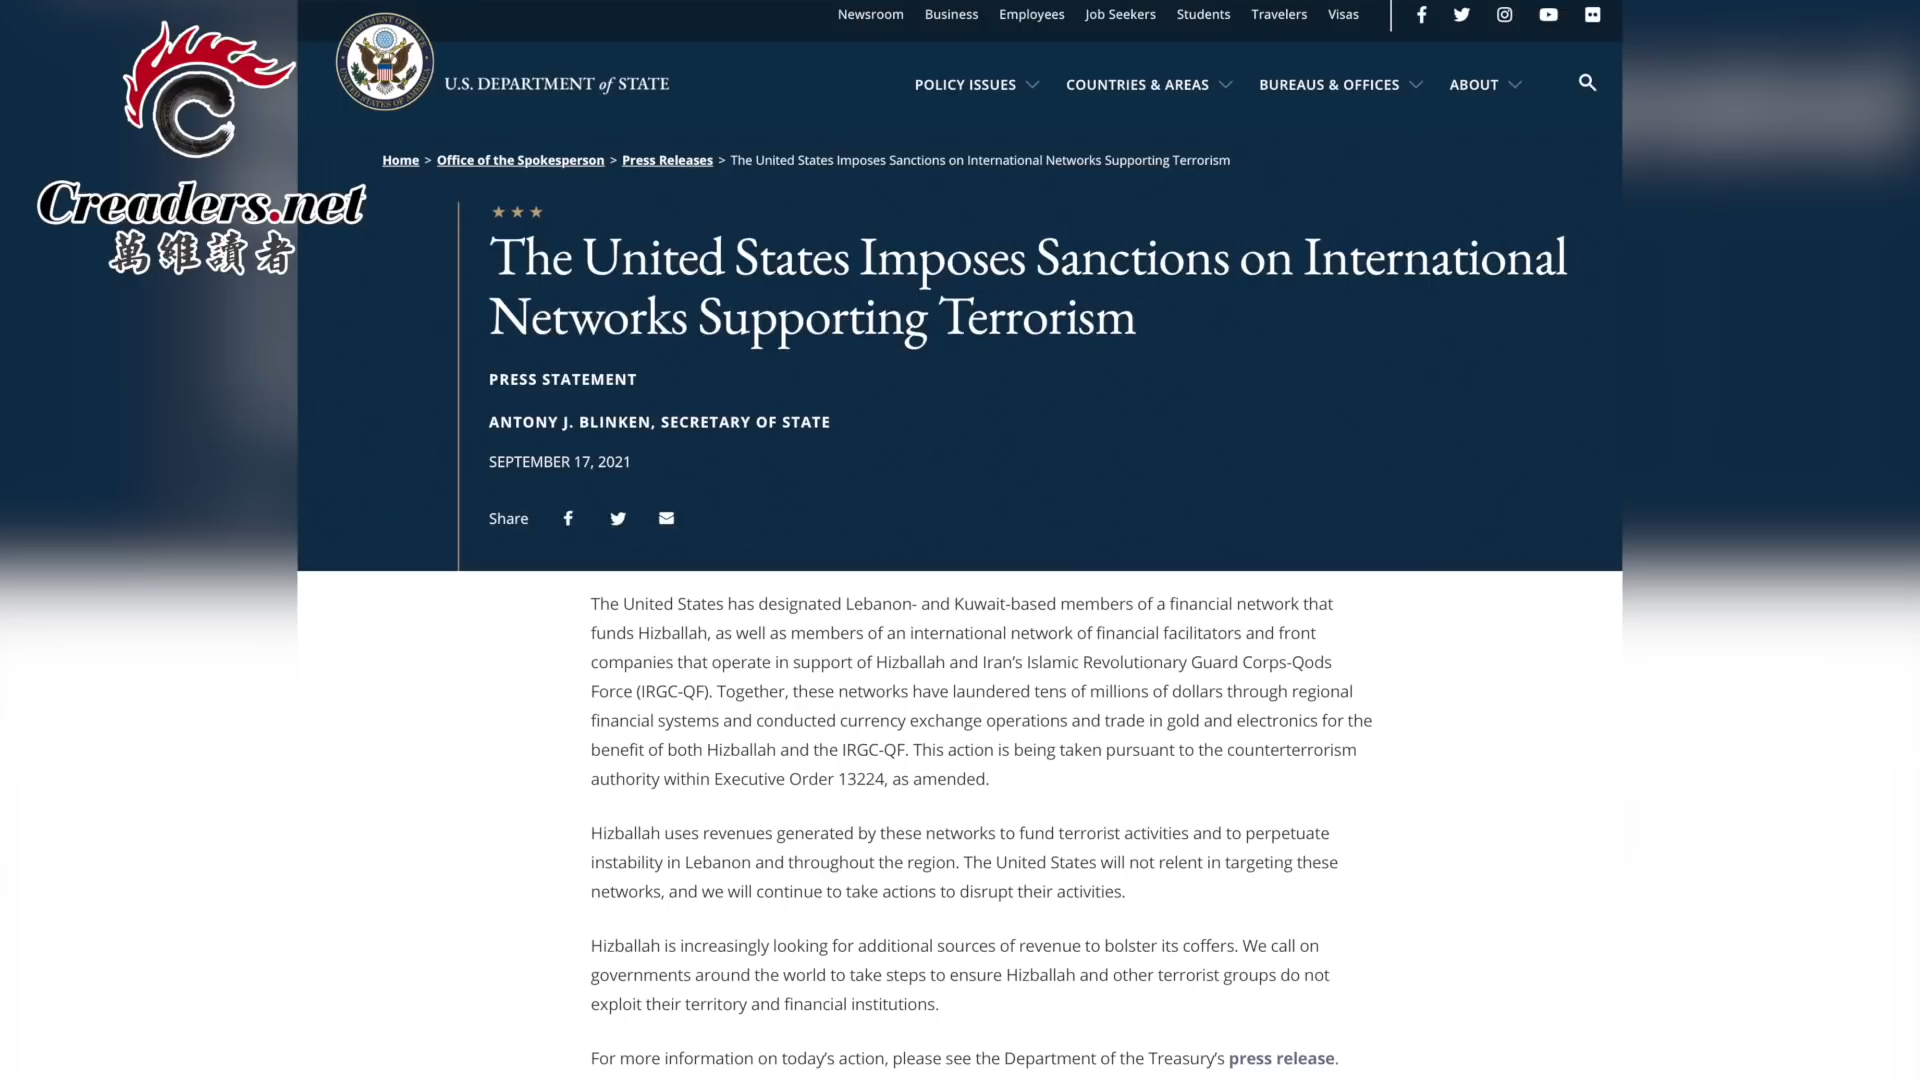 Newsroom Business Employees Job Seekers Students Travelers Visas
Creaders.net
萬維讀者
U.S. DEPARTMENT of STATE
POLICY ISSUES COUNTRIES & AREAS BUREAUS & OFFICES ABOUT
Home > Office of the Spokesperson > Press Releases > The United States Imposes Sanctions on International Networks Supporting Terrorism
The United States Imposes Sanctions on International
Networks Supporting Terrorism
PRESS STATEMENT
ANTONY J. BLINKEN, SECRETARY OF STATE
SEPTEMBER 17, 2021
Share
The United States has designated Lebanon- and Kuwait-based members of a financial network that
funds Hizballah, as well as members of an international network of financial facilitators and front
companies that operate in support of Hizballah and Iran’s Islamic Revolutionary Guard Corps-Qods
Force (IRGC-QF). Together, these networks have laundered tens of millions of dollars through regional
financial systems and conducted currency exchange operations and trade in gold and electronics for the
benefit of both Hizballah and the IRGC-QF. This action is being taken pursuant to the counterterrorism
authority within Executive Order 13224, as amended.
Hizballah uses revenues generated by these networks to fund terrorist activities and to perpetuate
instability in Lebanon and throughout the region. The United States will not relent in targeting these
networks, and we will continue to take actions to disrupt their activities.
Hizballah is increasingly looking for additional sources of revenue to bolster its coffers. We call on
governments around the world to take steps to ensure Hizballah and other terrorist groups do not
exploit their territory and financial institutions.
For more information on today’s action, please see the Department of the Treasury’s press release.